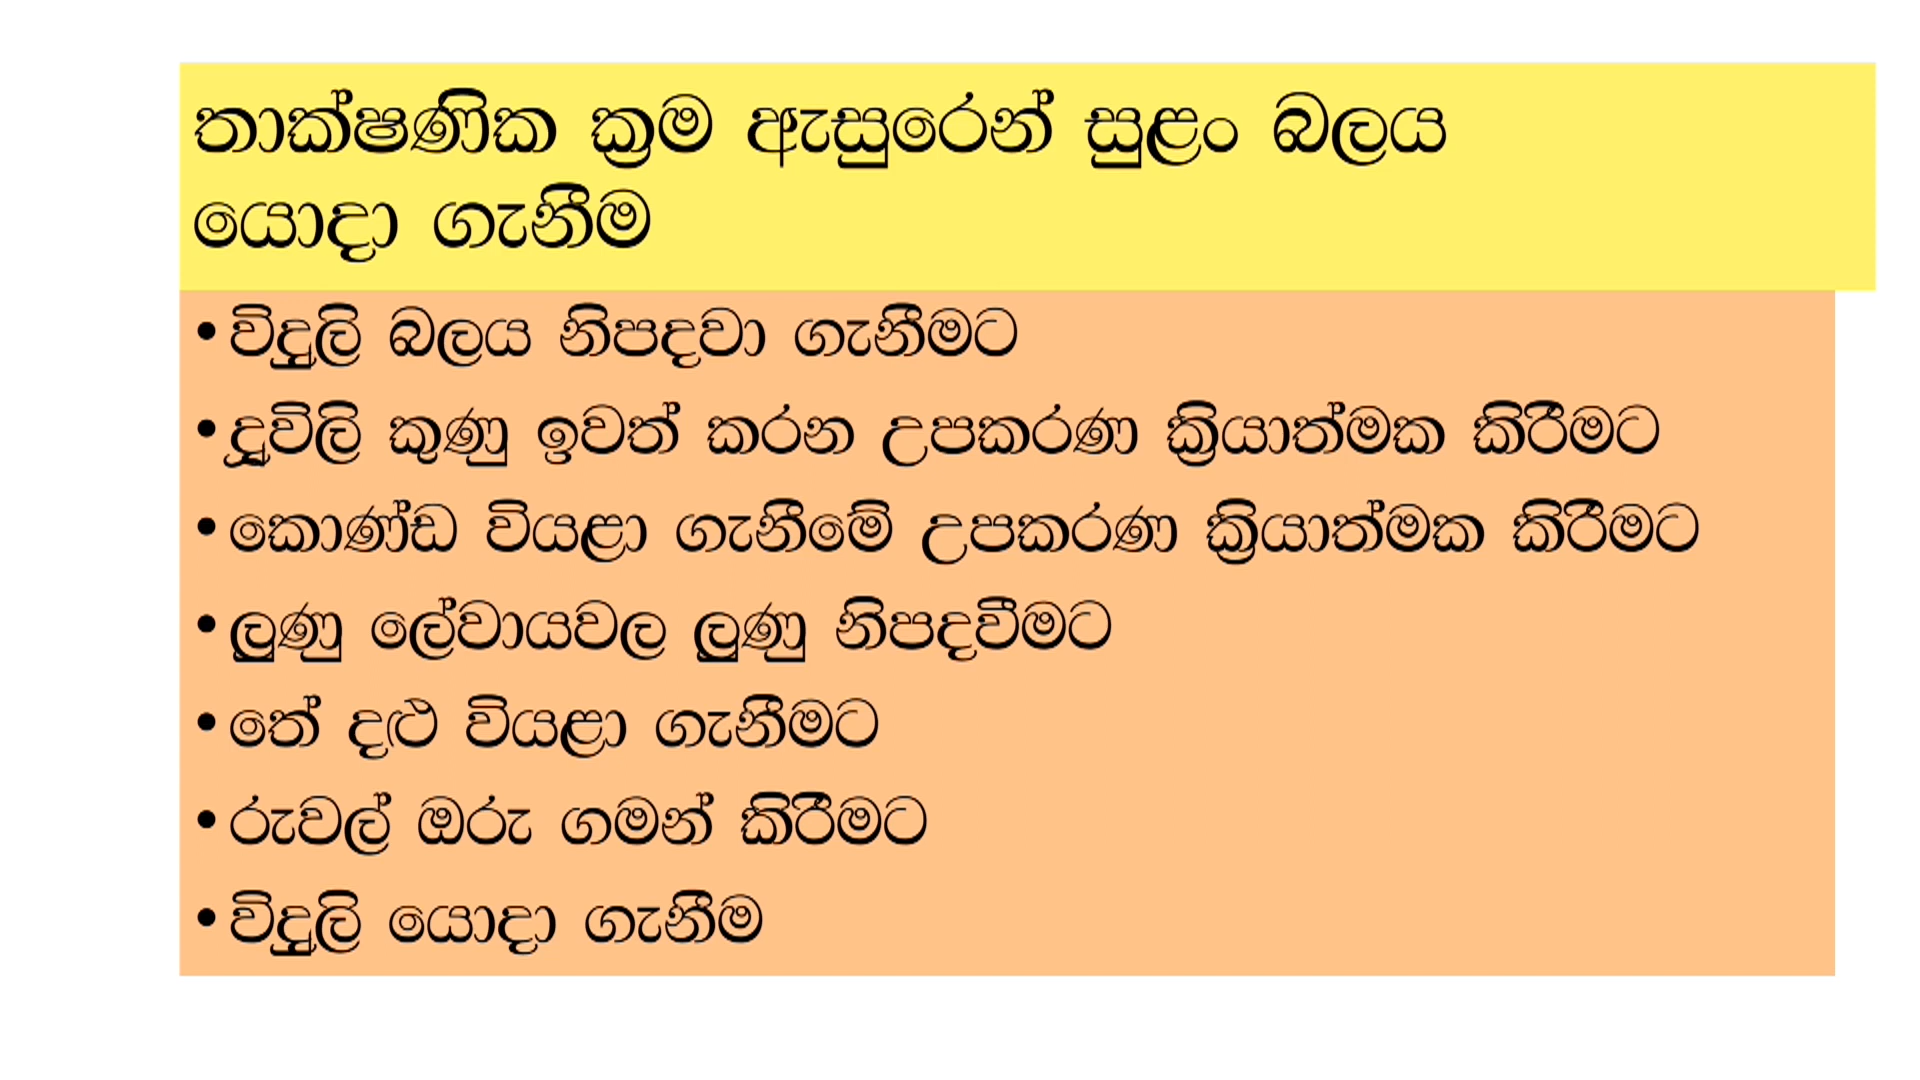 තාක්ෂණික ක්‍රම ඇසුරෙන් සුළං බලය
යොදා ගැනීම
• විදුලි බලය නිපදවා ගැනීමට
• දූවිලි කුණු ඉවත් කරන උපකරණ ක්‍රියාත්මක කිරීමට
• කොණ්ඩ වියළා ගැනීමේ උපකරණ ක්‍රියාත්මක කිරීමට
• ලුණු ලේවායවල ලුණු නිපදවීමට
• තේ දළු වියළා ගැනීමට
• රුවල් ඔරු ගමන් කිරීමට
• විදුලි යොදා ගැනීම